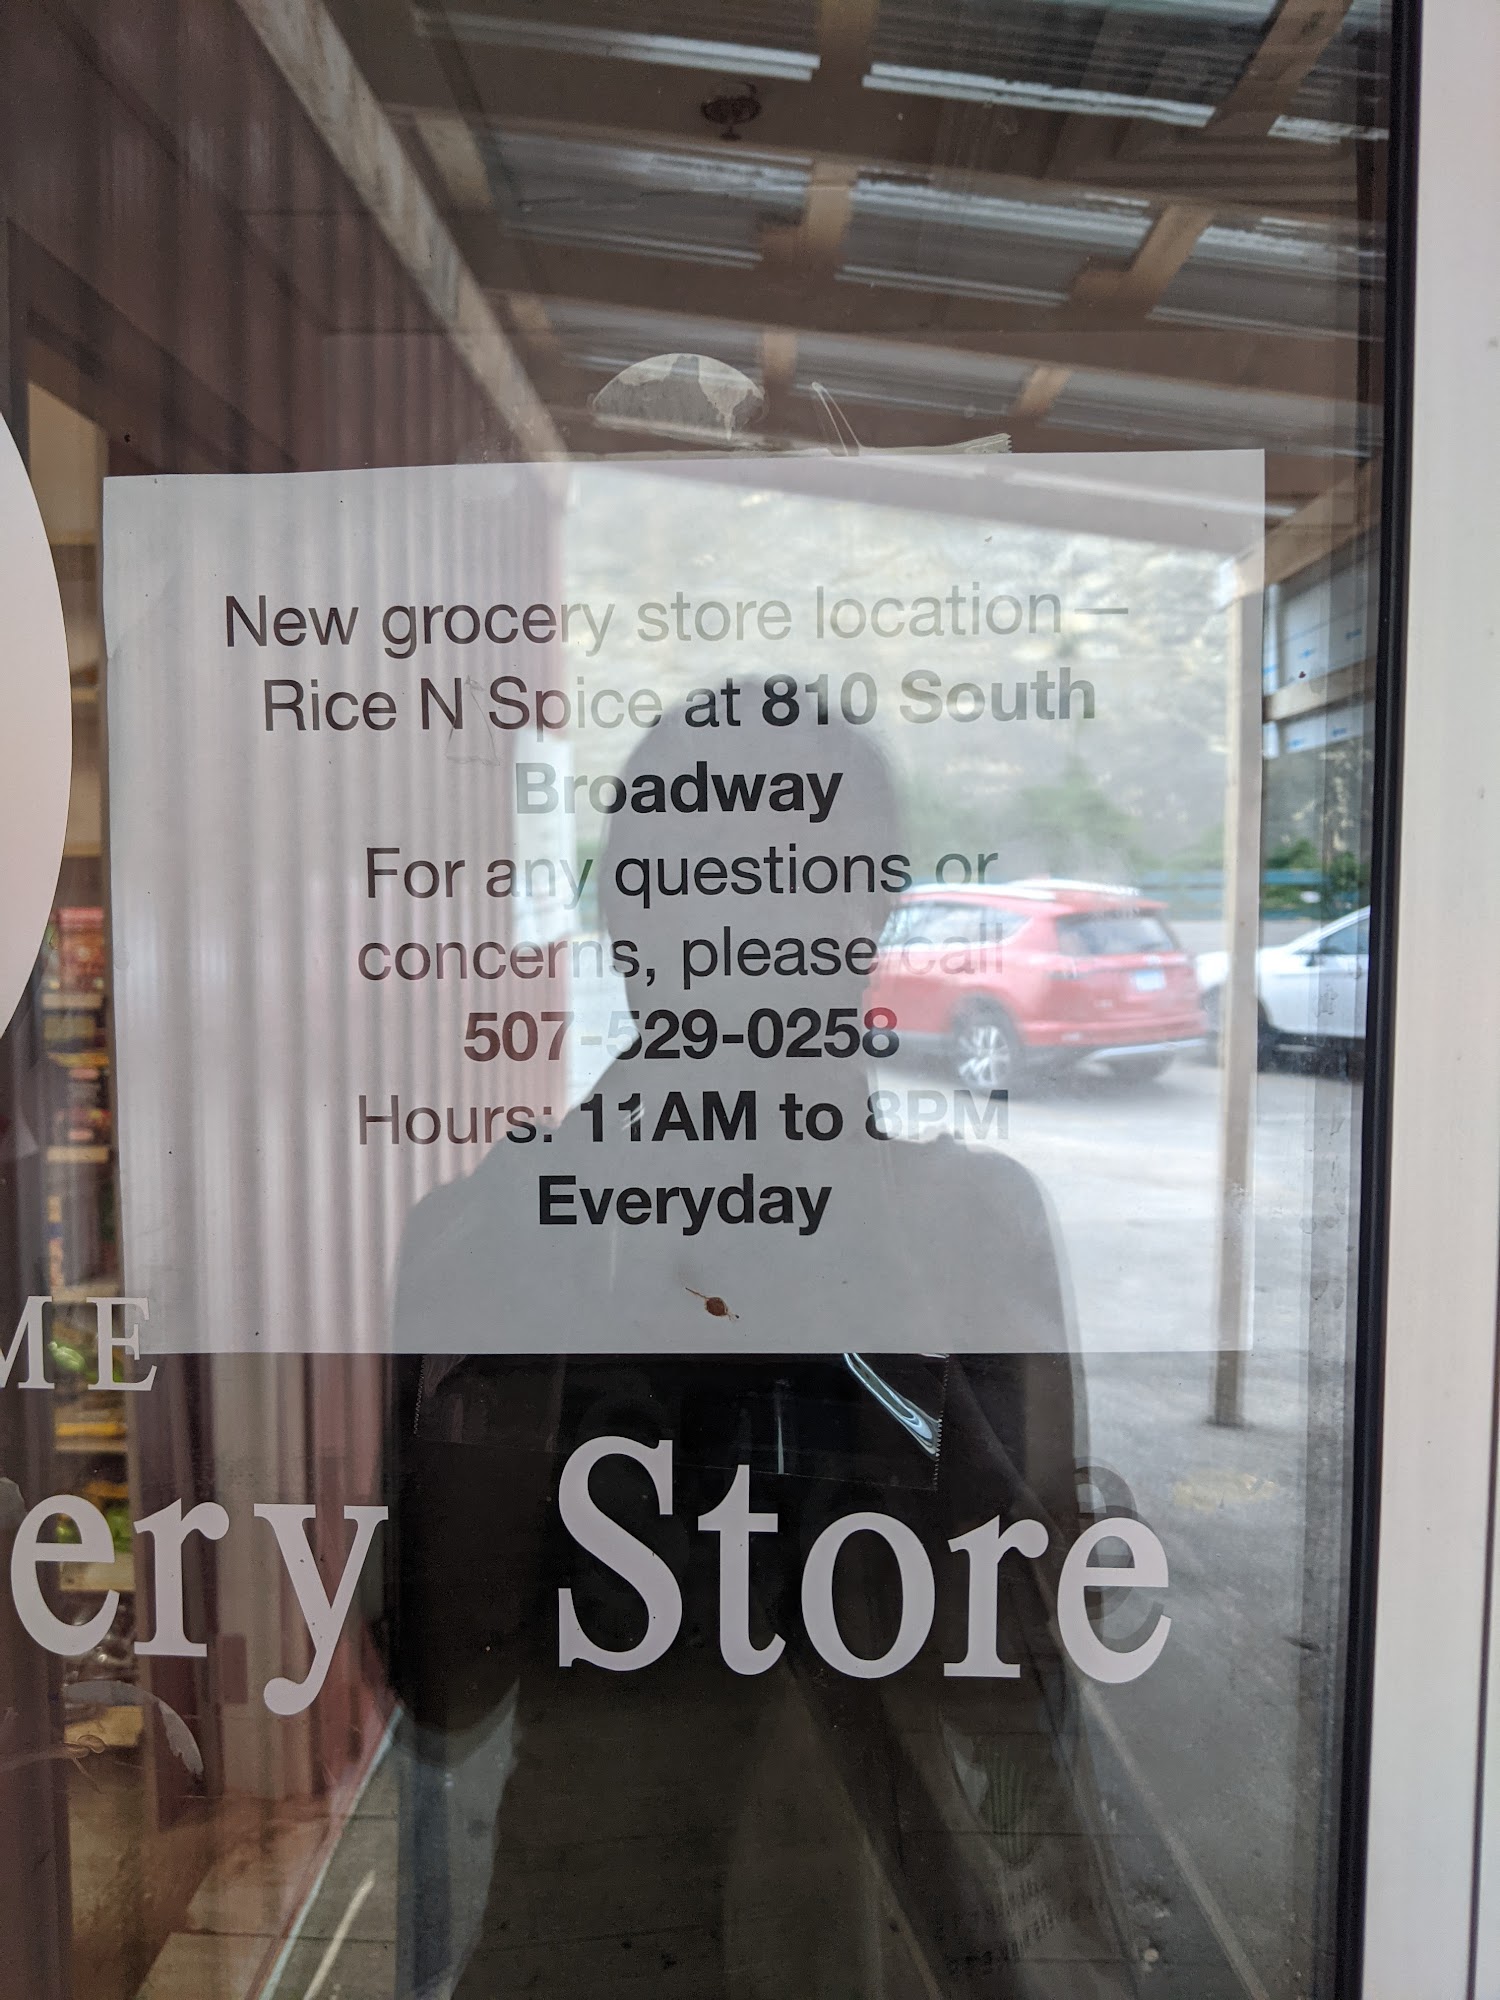 New grocery store location—
Rice N Spice at 810 South
Broadway
For any questions or
concerns, please call
507-529-0258
Hours: 11AM to 8PM
Everyday
ME
ery Store